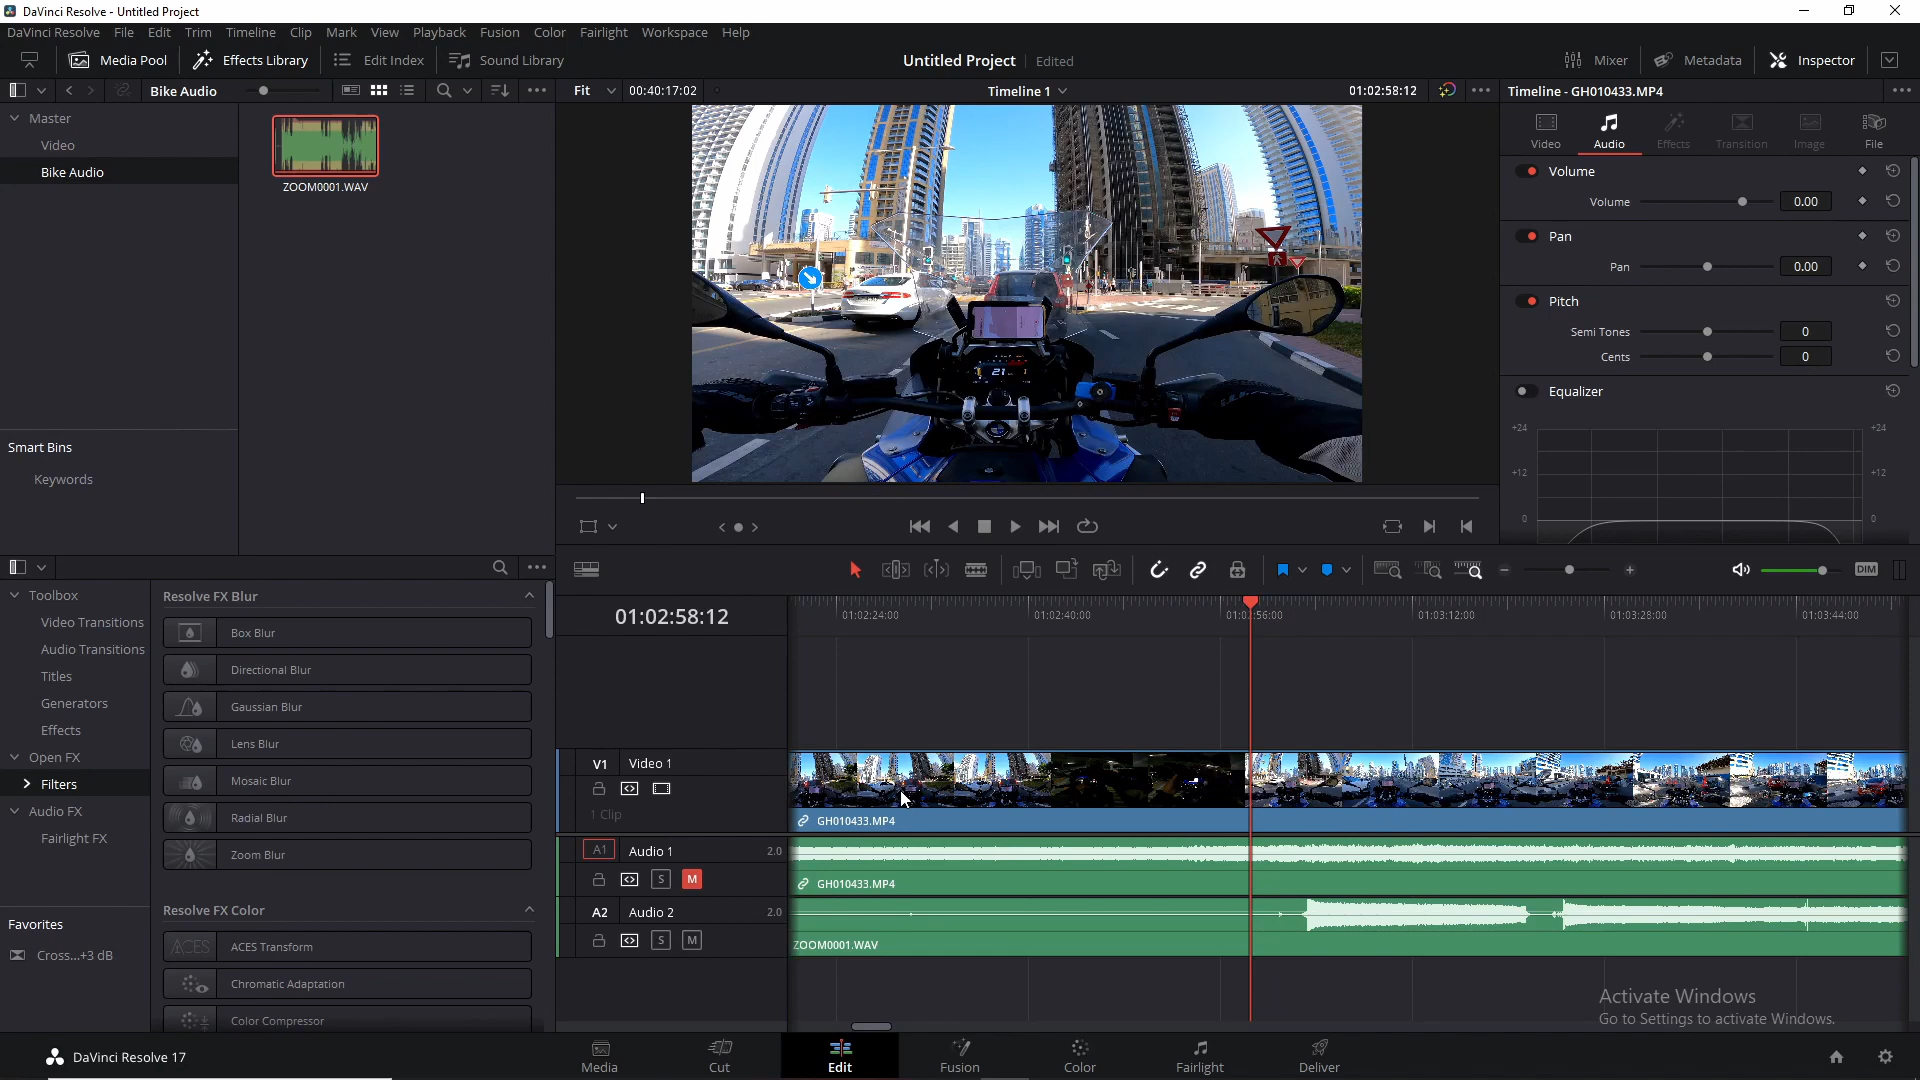 DaVinci Resolve - Untitled Project
DaVinci Resolve File Edit Trim Timeline Clip Mark View Playback Fusion Color Fairlight Workspace Help
Media Pool Effects Library Edit Index Sound Library Untitled Project Edited Mixer Metadata Inspector
Bike Audio Fit 00:40:17:02 Timeline 1 01:02:58:12 Timeline - GH010433.MP4
Master
Video
Bike Audio
ZOOM0001.WAV
Smart Bins
Keywords
21
Video Audio Effects Transition Image File
Volume
Volume 0.00
Pan
Pan 0.00
Pitch
Semi Tones 0
Cents 0
Equalizer
+24 +24
+12 +12
0 0
DIM
Toolbox
Video Transitions
Audio Transitions
Titles
Generators
Effects
Open FX
Filters
Audio FX
Fairlight FX
Favorites
Cross...+3 dB
Resolve FX Blur
Box Blur
Directional Blur
Gaussian Blur
Lens Blur
Mosaic Blur
Radial Blur
Zoom Blur
Resolve FX Color
ACES ACES Transform
Chromatic Adaptation
Color Compressor
01:02:58:12
01:02:24:00 01:02:40:00 01:02:56:00 01:03:12:00 01:03:28:00 01:03:44:00
V1 Video 1
1 Clip
GH010433.MP4
A1 Audio 1 2.0
S M
GH010433.MP4
A2 Audio 2 2.0
S M
ZOOM0001.WAV
Activate Windows
Go to Settings to activate Windows.
DaVinci Resolve 17
Media Cut Edit Fusion Color Fairlight Deliver